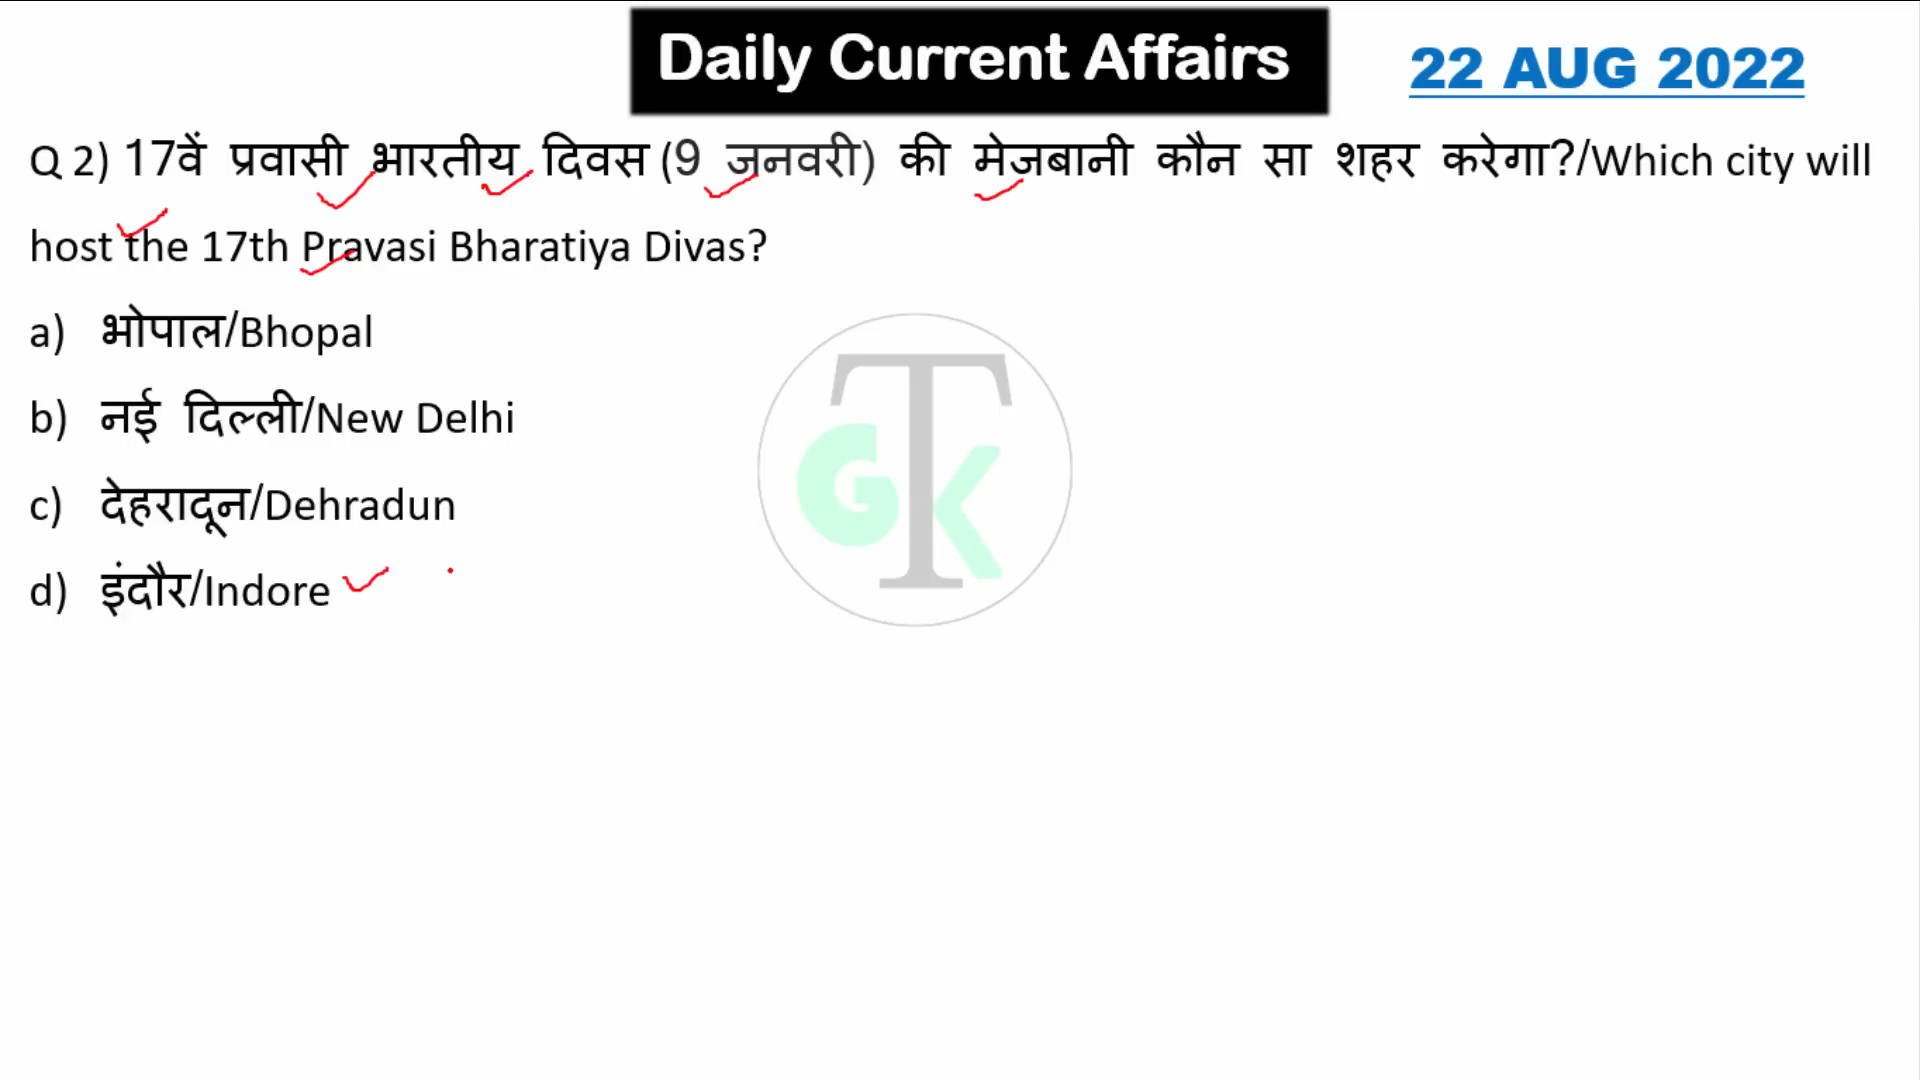 Daily Current Affairs
22 AUG 2022
Q 2) 17वें प्रवासी भारतीय दिवस (9 जनवरी) की मेज़बानी कौन सा शहर करेगा?/Which city will
host the 17th Pravasi Bharatiya Divas?
a) भोपाल/Bhopal
b) नई दिल्ली/New Delhi
c) देहरादून/Dehradun
d) इंदौर/Indore
GTK